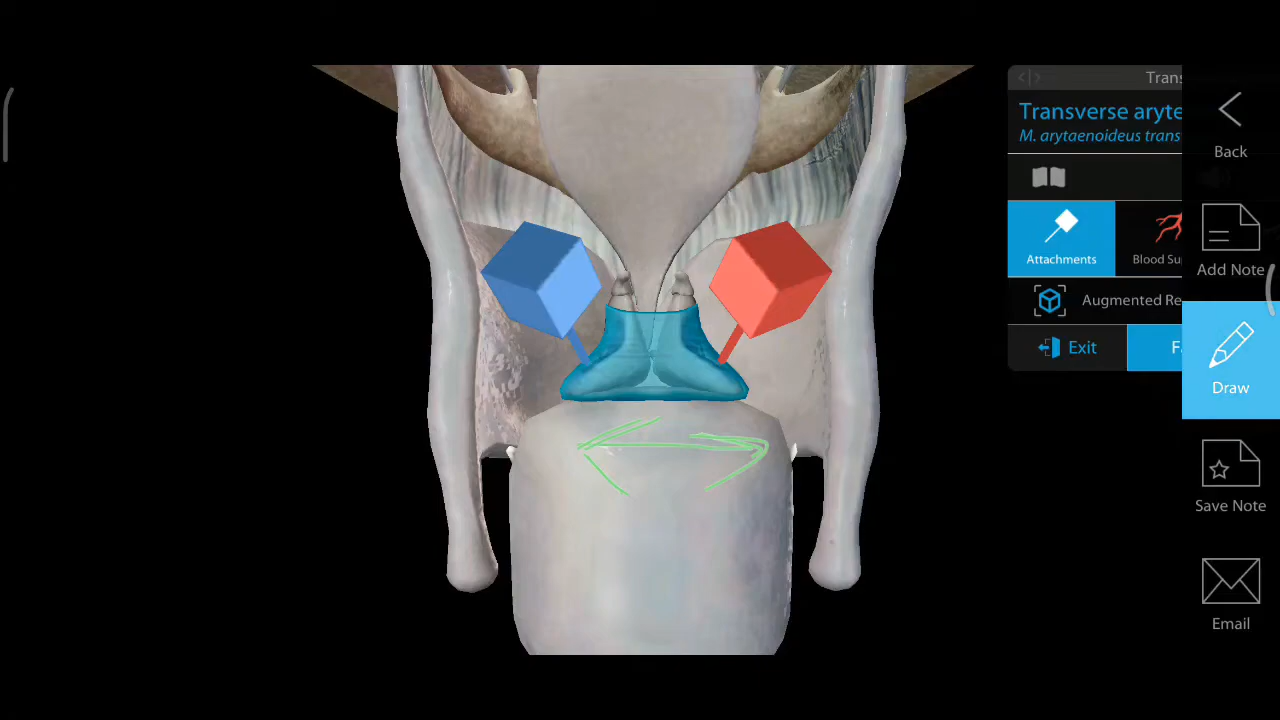 Trans
Transverse aryte
M. arytaenoideus trans
Attachments
Blood Su
Augmented Re
Exit
F
Back
Add Note
Draw
Save Note
Email